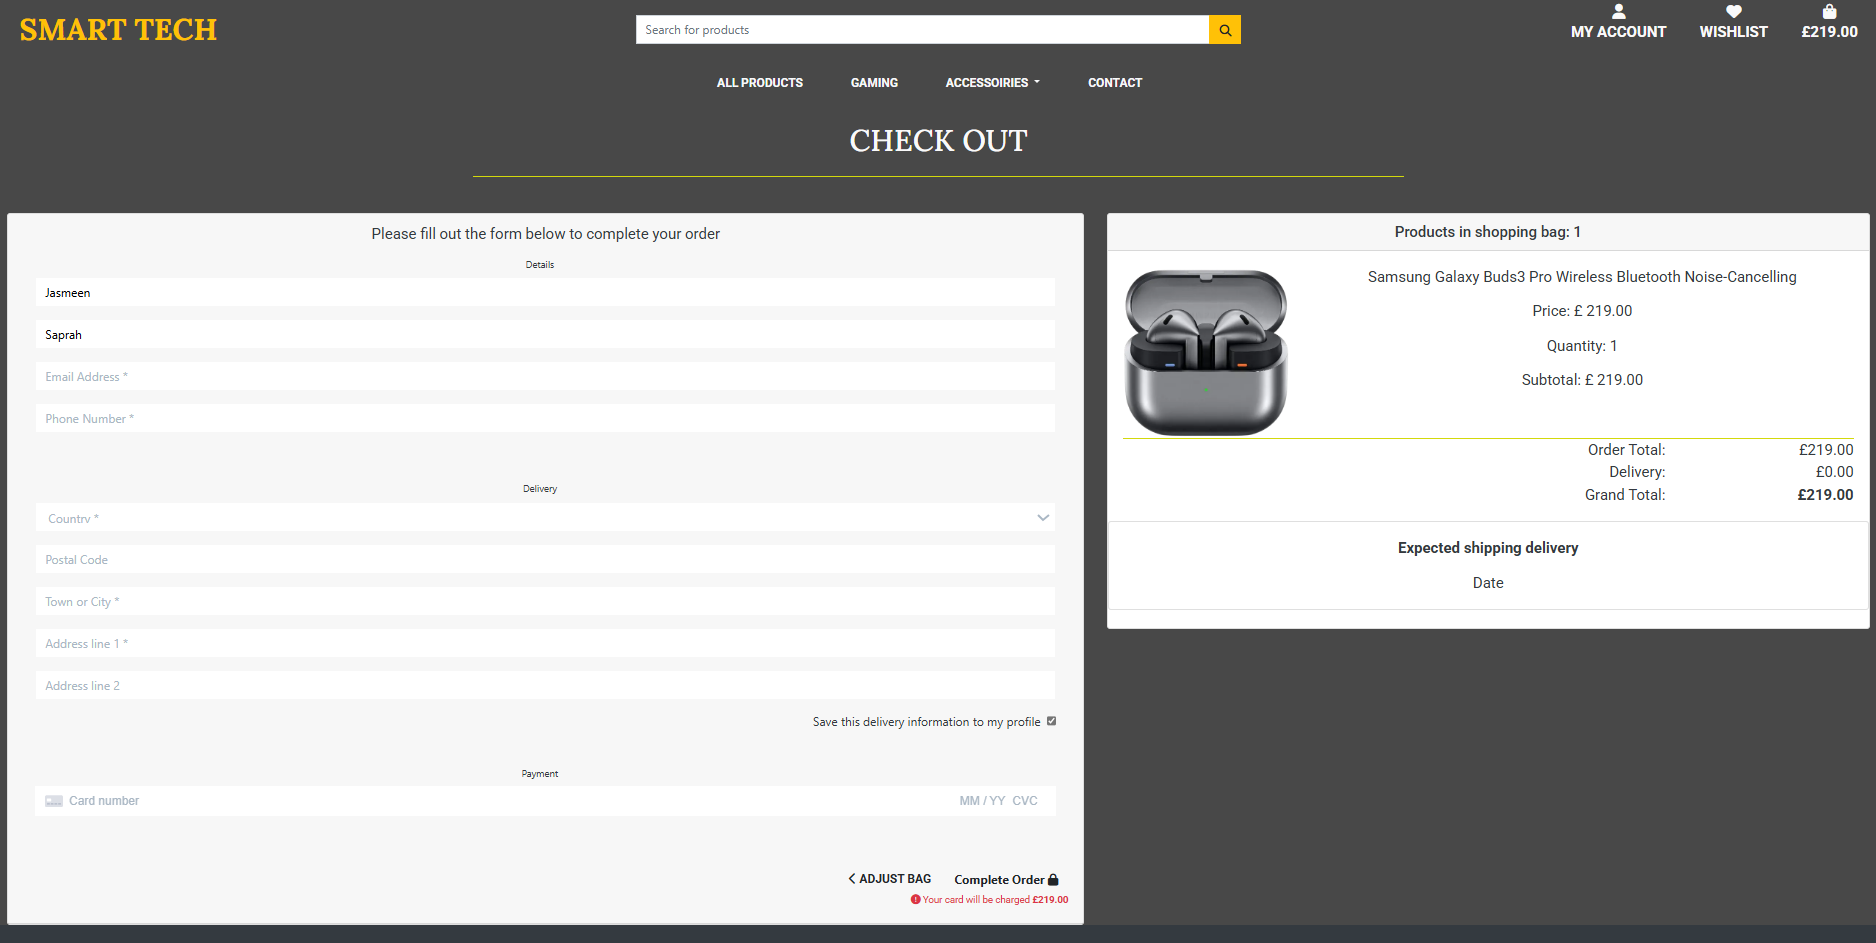 SMART TECH
Search for products
MY ACCOUNT
WISHLIST
£219.00
ALL PRODUCTS
GAMING
ACCESSOIRIES
CONTACT
CHECK OUT
Please fill out the form below to complete your order
Details
Jasmeen
Saprah
Email Address *
Phone Number *
Delivery
Country *
Postal Code
Town or City *
Address line 1 *
Address line 2
Save this delivery information to my profile
Payment
Card number MM / YY CVC
ADJUST BAG
Complete Order
Your card will be charged £219.00
Products in shopping bag: 1
Samsung Galaxy Buds3 Pro Wireless Bluetooth Noise-Cancelling
Price: £ 219.00
Quantity: 1
Subtotal: £ 219.00
Order Total: £219.00
Delivery: £0.00
Grand Total: £219.00
Expected shipping delivery
Date